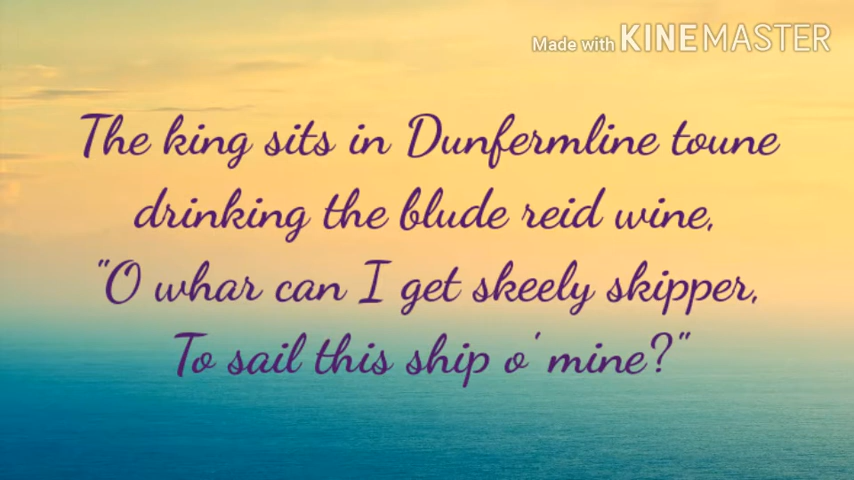 Made with KINEMASTER
The king sits in Dunfermline toune
drinking the blude reid wine,
"O whar can I get skeely skipper,
To sail this ship o' mine?"